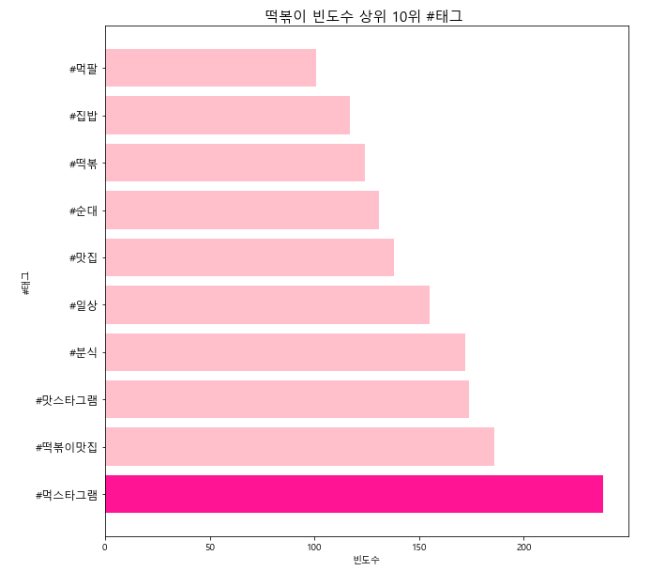 떡볶이 빈도수 상위 10위 #태그
#먹팔
#집밥
#떡볶
#순대
#맛집
#일상
#분식
#맛스타그램
#떡볶이맛집
#먹스타그램
#태그
0 50 100 150 200
빈도수